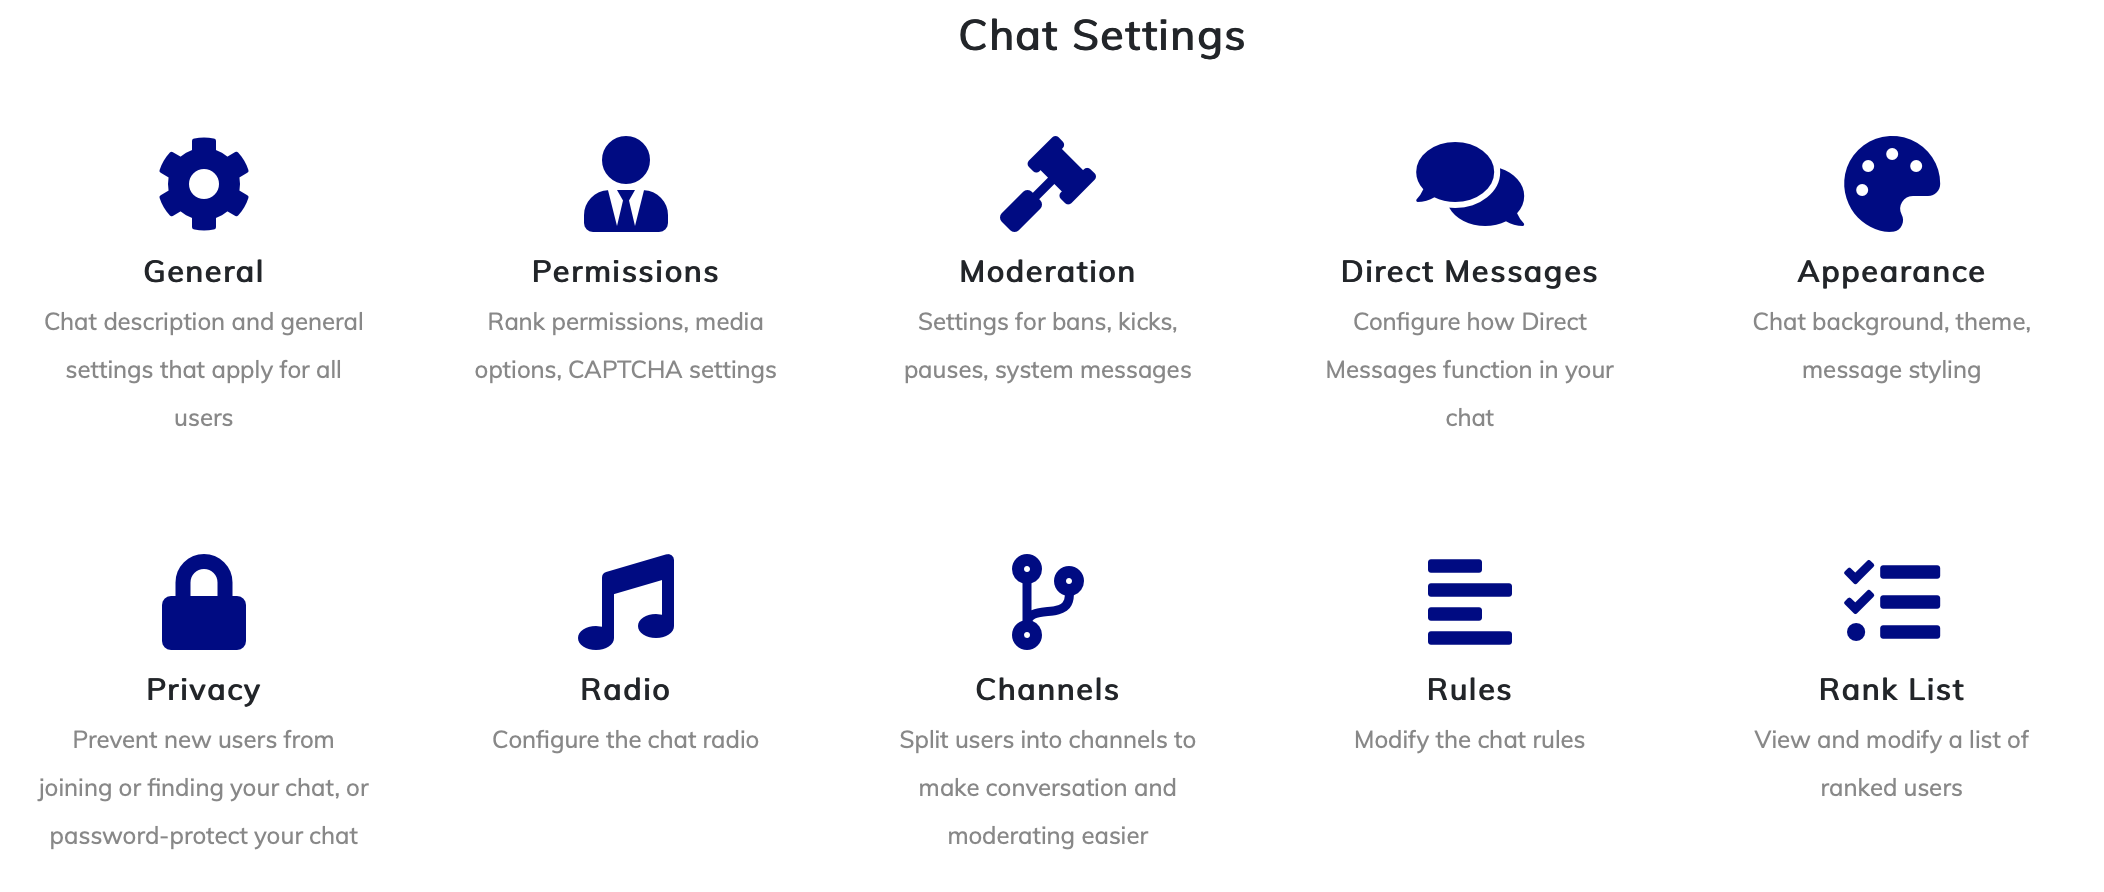 Chat Settings
General
Chat description and general
settings that apply for all
users
Permissions
Rank permissions, media
options, CAPTCHA settings
Moderation
Settings for bans, kicks,
pauses, system messages
Direct Messages
Configure how Direct
Messages function in your
chat
Appearance
Chat background, theme,
message styling
Privacy
Prevent new users from
joining or finding your chat, or
password-protect your chat
Radio
Configure the chat radio
Channels
Split users into channels to
make conversation and
moderating easier
Rules
Modify the chat rules
Rank List
View and modify a list of
ranked users